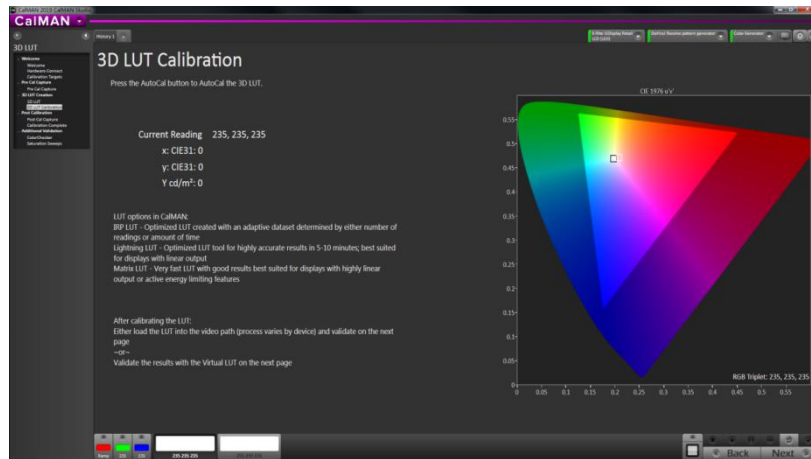 CalMAN 2018 CalMAN Studio
CalMAN
3D LUT
History 1
Welcome
Welcome
Hardware Connect
Calibration Targets
Pre Cal Capture
Pre Cal Capture
3D LUT Creation
3D LUT
3D LUT Calibration
Post Calibration
Post Cal Capture
Calibration Complete
Additional Validation
ColorChecker
Saturation Sweeps
3D LUT Calibration
Press the AutoCal button to AutoCal the 3D LUT.
Current Reading 235, 235, 235
x: CIE31: 0
y: CIE31: 0
Y cd/m²: 0
LUT options in CalMAN:
IRP LUT - Optimized LUT created with an adaptive dataset determined by either number of
readings or amount of time
Lightning LUT - Optimized LUT tool for highly accurate results in 5-10 minutes; best suited
for displays with linear output
Matrix LUT - Very fast LUT with good results best suited for displays with highly linear
output or active energy limiting features
After calibrating the LUT:
Either load the LUT into the video path (process varies by device) and validate on the next
page
~or~
Validate the results with the Virtual LUT on the next page
CIE 1976 u'v'
0.55
0.5
0.45
0.4
0.35
0.3
0.25
0.2
0.15
0.1
0.05
0
0 0.05 0.1 0.15 0.2 0.25 0.3 0.35 0.4 0.45 0.5 0.55
RGB Triplet: 235, 235, 235
235 235
235 235 235
Back Next